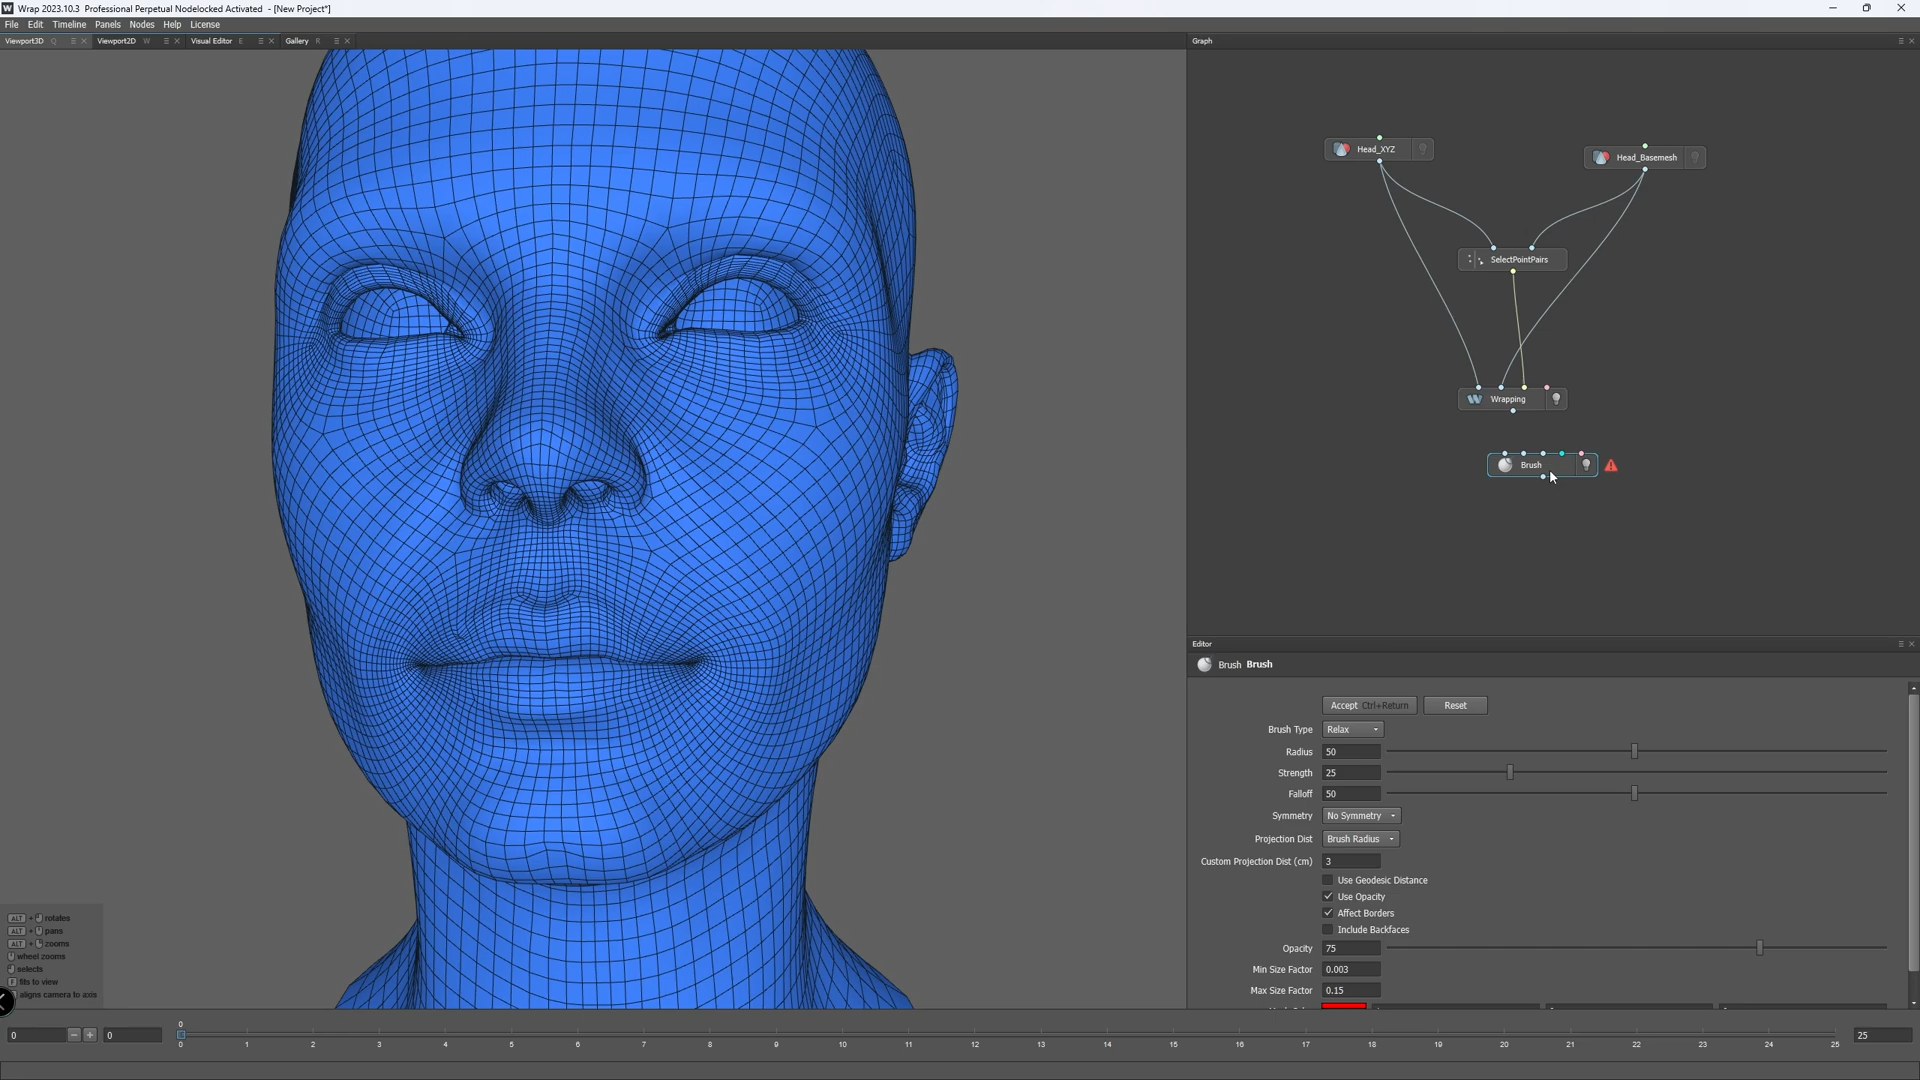 Wrap 2023.10.3 Professional Perpetual Nodelocked Activated - [New Project*]
File Edit Timeline Panels Nodes Help License
Viewport3D Q Viewport2D W Visual Editor E Gallery R Graph
Head_XYZ
Head_Basemesh
SelectPointPairs
Wrapping
Brush
Editor
Brush Brush
Accept Ctrl+Return Reset
Brush Type Relax
Radius 50
Strength 25
Falloff 50
Symmetry No Symmetry
Projection Dist Brush Radius
Custom Projection Dist (cm) 3
Use Geodesic Distance
Use Opacity
Affect Borders
Include Backfaces
Opacity 75
Min Size Factor 0.003
Max Size Factor 0.15
ALT + rotates
ALT + pans
ALT + zooms
wheel zooms
selects
F fits to view
aligns camera to axis
0
0 − + 0 25
0 1 2 3 4 5 6 7 8 9 10 11 12 13 14 15 16 17 18 19 20 21 22 23 24 25